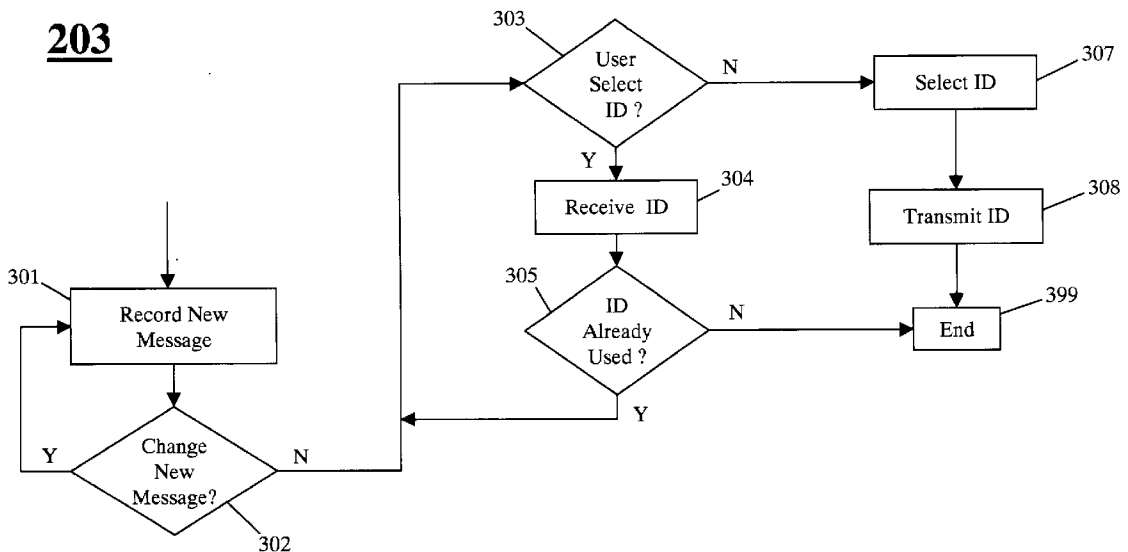 203
303
User
Select
ID ?
N
Select ID
307
Y
304
Receive ID
308
Transmit ID
301
Record New
Message
305
ID
Already
Used ?
N
399
End
Y
Y
Change
New
Message?
N
302